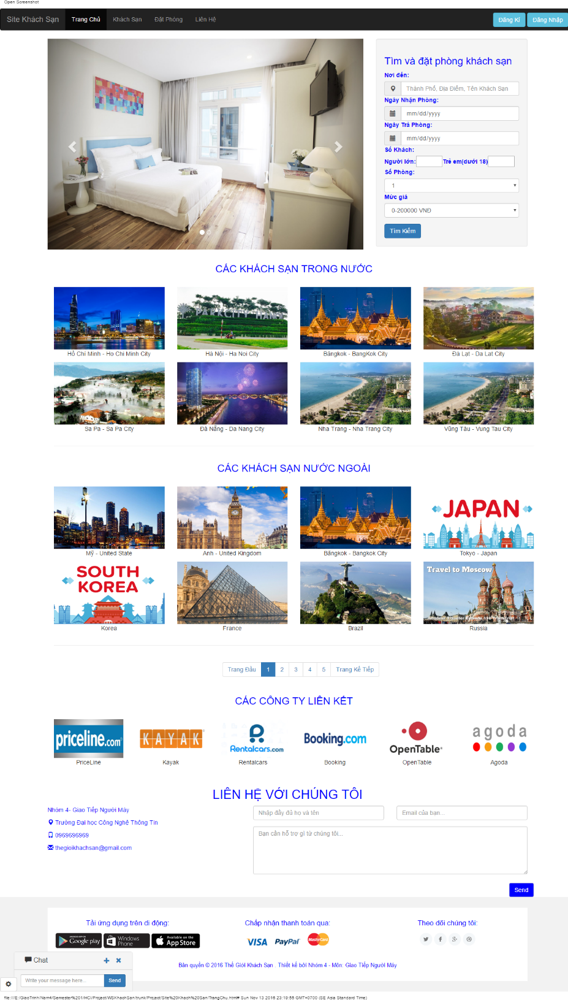 Open Screenshot
Site Khách Sạn Trang Chủ Khách Sạn Đặt Phòng Liên Hệ Đăng Kí Đăng Nhập
Tìm và đặt phòng khách sạn
Nơi đến:
Thành Phố, Địa Điểm, Tên Khách Sạn
Ngày Nhận Phòng:
mm/dd/yyyy
Ngày Trả Phòng:
mm/dd/yyyy
Số Khách:
Người lớn: Trẻ em(dưới 18)
Số Phòng:
1
Mức giá
0-200000 VNĐ
Tìm Kiếm
CÁC KHÁCH SẠN TRONG NƯỚC
PARKCITY HAN
Hồ Chí Minh - Ho Chi Minh City Hà Nội - Ha Noi City Băngkok - BangKok City Đà Lạt - Da Lat City
Sa Pa - Sa Pa City Đà Nẵng - Da Nang City Nha Trang - Nha Trang City Vũng Tàu - Vung Tau City
CÁC KHÁCH SẠN NƯỚC NGOÀI
JAPAN
Mỹ - United State Anh - United Kingdom Băngkok - Bangkok City Tokyo - Japan
SOUTH KOREA
Travel to Moscow
Amateur Traveler Episode 496 Transcript
Korea France Brazil Russia
Trang Đầu 1 2 3 4 5 Trang Kế Tiếp
CÁC CÔNG TY LIÊN KẾT
priceline.com KAYAK Rentalcars.com Booking.com OpenTable agoda
PriceLine Kayak Rentalcars Booking OpenTable Agoda
LIÊN HỆ VỚI CHÚNG TÔI
Nhóm 4- Giao Tiếp Người Máy
Trường Đại học Công Nghệ Thông Tin
0969696969
thegioikhachsan@gmail.com
Nhập đầy đủ họ và tên Email của bạn...
Bạn cần hỗ trợ gì từ chúng tôi...
Send
Tải ứng dụng trên di động: Chấp nhận thanh toán qua: Theo dõi chúng tôi:
ANDROID APP ON Google play Windows Phone Available on the App Store VISA PayPal MasterCard
Chat
Bản quyền © 2016 Thế Giới Khách Sạn . Thiết kế bởi Nhóm 4 - Môn: Giao Tiếp Người Máy
Write your message here... Send
file:///E:/GiaoTrinh/Nam4/Semester%201/HCI/Project/WSKhachSan/trunk/Project/Site%20Khach%20San/TrangChu.html# Sun Nov 13 2016 23:19:55 GMT+0700 (SE Asia Standard Time)